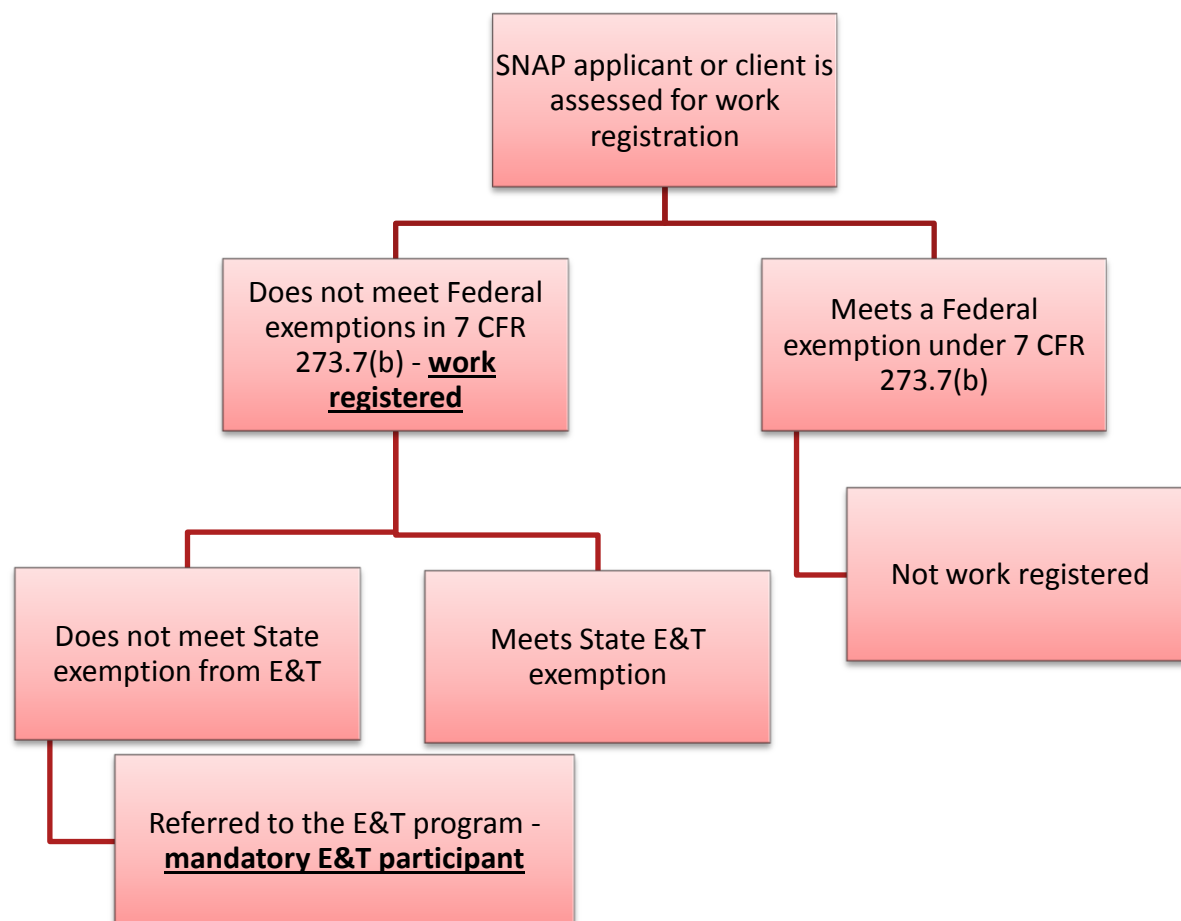 SNAP applicant or client is
assessed for work
registration
Does not meet Federal
exemptions in 7 CFR
273.7(b) - work
registered
Meets a Federal
exemption under 7 CFR
273.7(b)
Not work registered
Does not meet State
exemption from E&T
Meets State E&T
exemption
Referred to the E&T program -
mandatory E&T participant